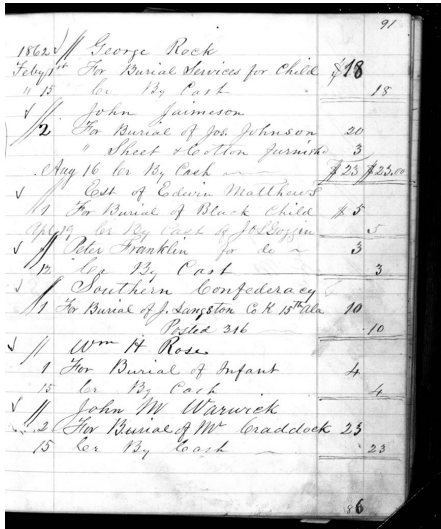 91
1862 √ // George Rock
Feby 1st For Burial Services for Child $18
" 15 Cr By Cash 18
√ // John Jaimeson
2 For Burial of Jos. Johnson 20
" Sheet & Cotton furnished 3
Aug 16 Cr By Cash $23 $23.00
√ // Est of Edwin Matthews
1 For Burial of Black Child $5
Apl 19 Cr By Cash 5
√ // Peter Franklin for do 3
12 Cr By Cash 3
√ // Southern Confederacy
1 For Burial of J. Langston Co K 15th Ala 10
Posted 316 10
√ // Wm H Rose
1 For Burial of Infant 4
15 Cr By Cash 4
√ // John M Warwick
2 For Burial of Mr Craddock 23
15 Cr By Cash 23
86